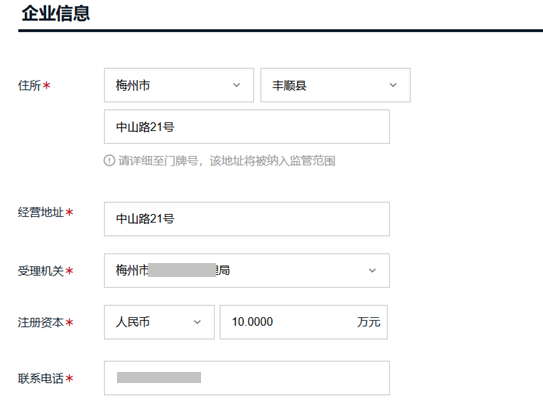 企业信息
住所* 梅州市 丰顺县
中山路21号
请详细至门牌号，该地址将被纳入监管范围
经营地址* 中山路21号
受理机关* 梅州市 局
注册资本* 人民币 10.0000 万元
联系电话*